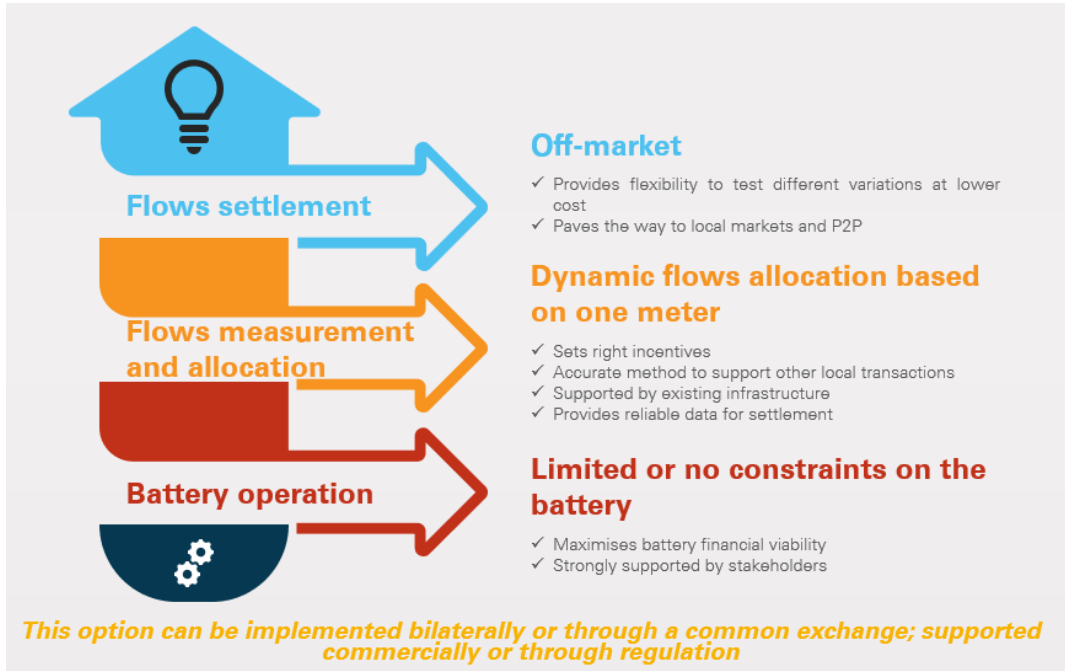 Off-market
✓ Provides flexibility to test different variations at lower
cost
✓ Paves the way to local markets and P2P
Flows settlement
Dynamic flows allocation based
on one meter
✓ Sets right incentives
✓ Accurate method to support other local transactions
✓ Supported by existing infrastructure
✓ Provides reliable data for settlement
Flows measurement
and allocation
Limited or no constraints on the
battery
✓ Maximises battery financial viability
✓ Strongly supported by stakeholders
Battery operation
This option can be implemented bilaterally or through a common exchange; supported
commercially or through regulation